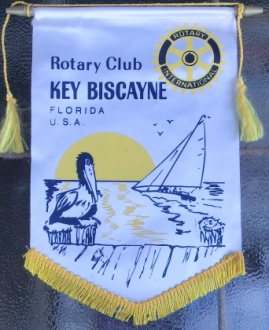 Rotary Club
KEY BISCAYNE
FLORIDA
U.S.A.
ROTARY
INTERNATIONAL